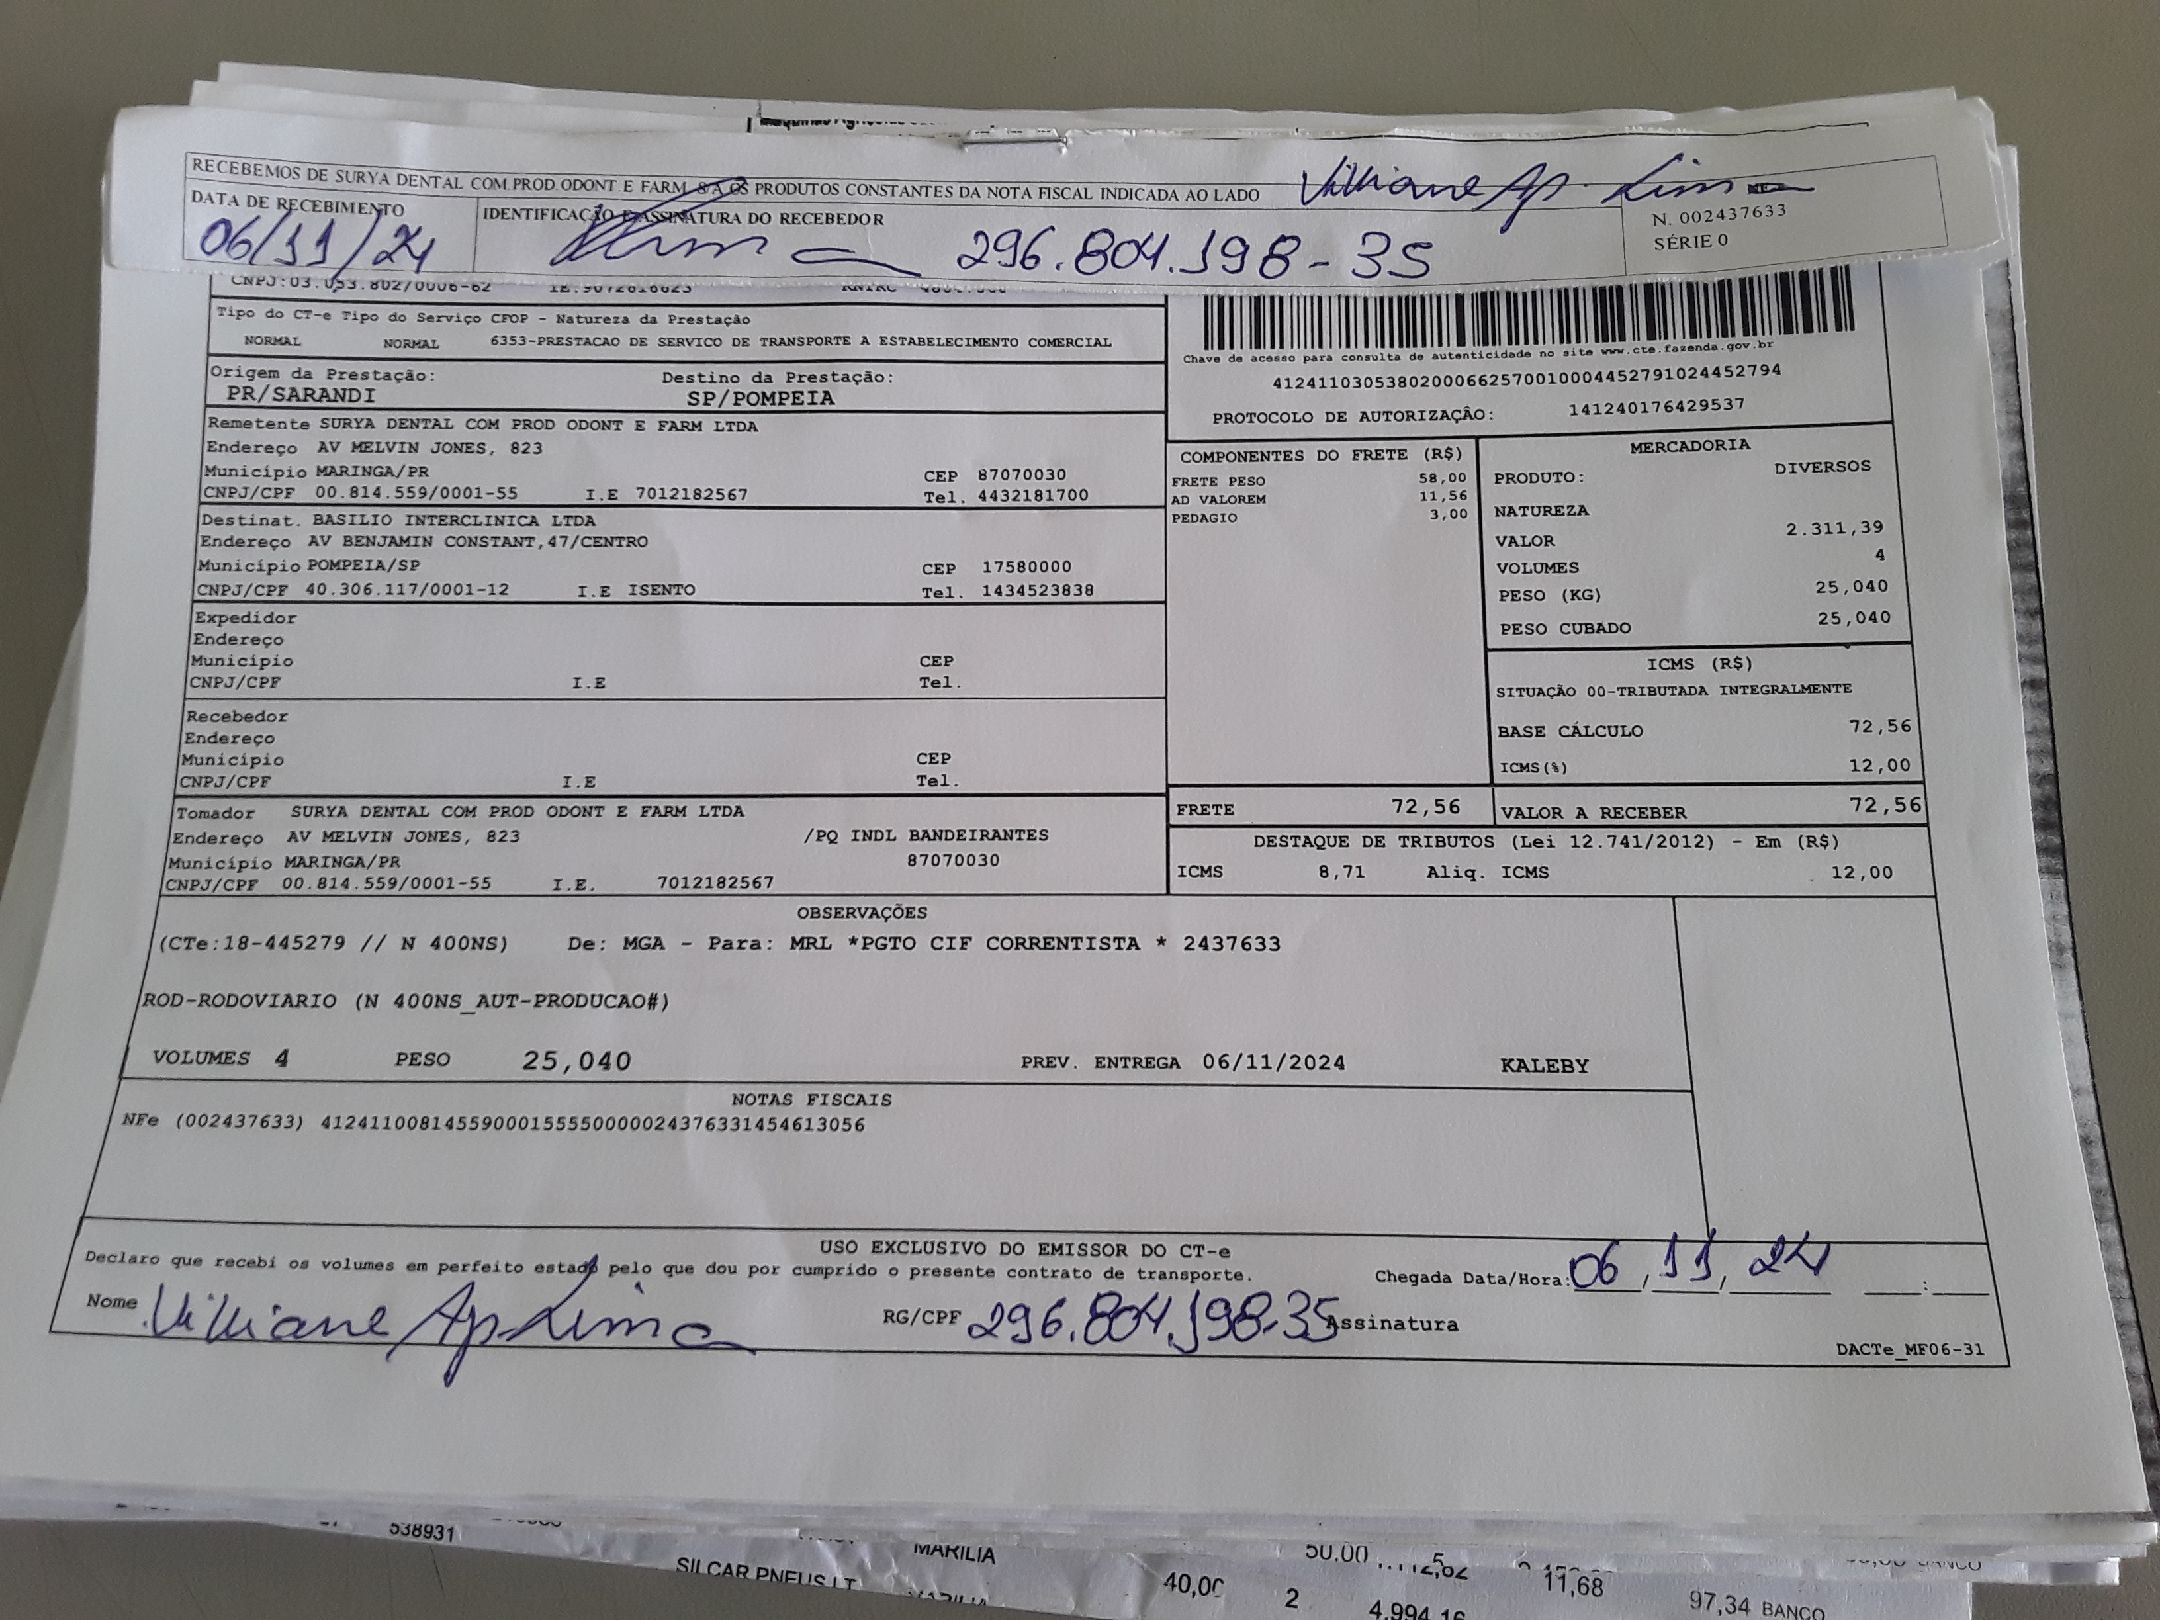 RECEBEMOS DE SURYA DENTAL COM PROD ODONT E FARM S/A OS PRODUTOS CONSTANTES DA NOTA FISCAL INDICADA AO LADO
Villiane Ap. Lima
DATA DE RECEBIMENTO
IDENTIFICAÇÃO E ASSINATURA DO RECEBEDOR
N. 002437633
SÉRIE 0
06/11/24
296.804.198-35
CNPJ:03.053.802/0006-62
Tipo do CT-e Tipo do Serviço CFOP - Natureza da Prestação
NORMAL NORMAL 6353-PRESTACAO DE SERVICO DE TRANSPORTE A ESTABELECIMENTO COMERCIAL
Chave de acesso para consulta de autenticidade no site www.cte.fazenda.gov.br
41241103053802000662570010004452791024452794
PROTOCOLO DE AUTORIZAÇÂO: 141240176429537
Origem da Prestação: Destino da Prestação:
PR/SARANDI SP/POMPEIA
Remetente SURYA DENTAL COM PROD ODONT E FARM LTDA
Endereço AV MELVIN JONES, 823
Município MARINGA/PR CEP 87070030
CNPJ/CPF 00.814.559/0001-55 I.E 7012182567 Tel. 4432181700
Destinat. BASILIO INTERCLINICA LTDA
Endereço AV BENJAMIN CONSTANT,47/CENTRO
Município POMPEIA/SP CEP 17580000
CNPJ/CPF 40.306.117/0001-12 I.E ISENTO Tel. 1434523838
Expedidor
Endereço
Município CEP
CNPJ/CPF I.E Tel.
Recebedor
Endereço
Município CEP
CNPJ/CPF I.E Tel.
Tomador SURYA DENTAL COM PROD ODONT E FARM LTDA
Endereço AV MELVIN JONES, 823 /PQ INDL BANDEIRANTES
Município MARINGA/PR 87070030
CNPJ/CPF 00.814.559/0001-55 I.E. 7012182567
COMPONENTES DO FRETE (R$)
FRETE PESO 58,00
AD VALOREM 11,56
PEDAGIO 3,00
MERCADORIA
PRODUTO: DIVERSOS
NATUREZA
VALOR 2.311,39
VOLUMES 4
PESO (KG) 25,040
PESO CUBADO 25,040
ICMS (R$)
SITUAÇÃO 00-TRIBUTADA INTEGRALMENTE
BASE CÁLCULO 72,56
ICMS(%) 12,00
FRETE 72,56 VALOR A RECEBER 72,56
DESTAQUE DE TRIBUTOS (Lei 12.741/2012) - Em (R$)
ICMS 8,71 Aliq. ICMS 12,00
OBSERVAÇÕES
(CTe:18-445279 // N 400NS) De: MGA - Para: MRL *PGTO CIF CORRENTISTA * 2437633
ROD-RODOVIARIO (N 400NS_AUT-PRODUCAO#)
VOLUMES 4 PESO 25,040 PREV. ENTREGA 06/11/2024 KALEBY
NOTAS FISCAIS
NFe (002437633) 41241100814559000155550000024376331454613056
USO EXCLUSIVO DO EMISSOR DO CT-e
Declaro que recebi os volumes em perfeito estado pelo que dou por cumprido o presente contrato de transporte. Chegada Data/Hora: 06/11/24 :
Nome Villiane Ap Lima RG/CPF 296.804.198-35 Assinatura
DACTe_MF06-31
538931 MARILIA 50,00
SILCAR PNEUS LT 40,00 2 4.994,16 11,68 97,34 BANCO